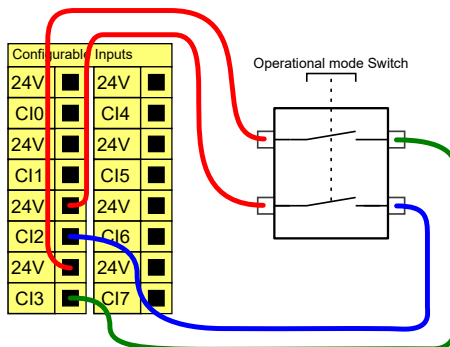 Configurable Inputs
Operational mode Switch
24V 24V
CI0 CI4
24V 24V
CI1 CI5
24V 24V
CI2 CI6
24V 24V
CI3 CI7